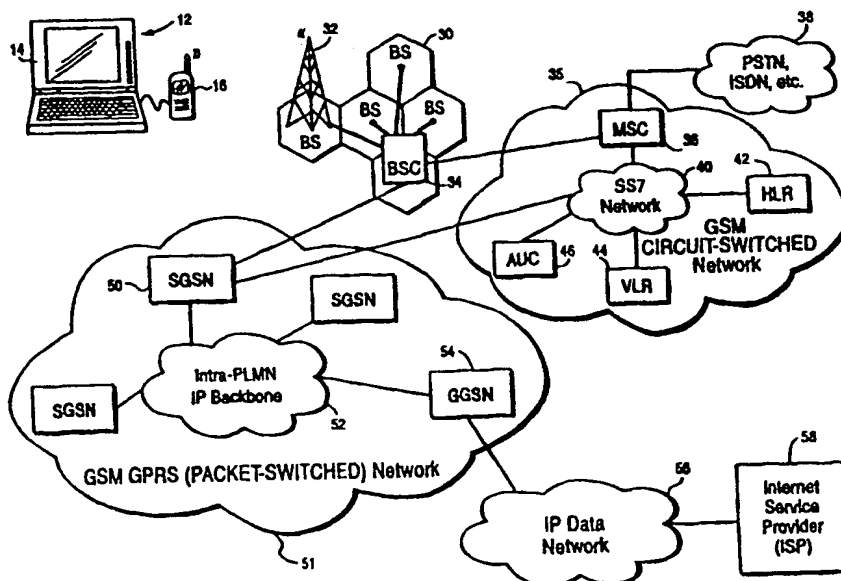 12
14
16
32
30
BS
BS
BS
BS
BS
BSC
34
38
PSTN,
ISDN, etc.
35
MSC
36
40
42
SS7
Network
HLR
GSM
CIRCUIT-SWITCHED
Network
AUC
46
44
VLR
50
SGSN
SGSN
SGSN
Intra-PLMN
IP Backbone
52
54
GGSN
GSM GPRS (PACKET-SWITCHED) Network
51
56
IP Data
Network
58
Internet
Service
Provider
(ISP)